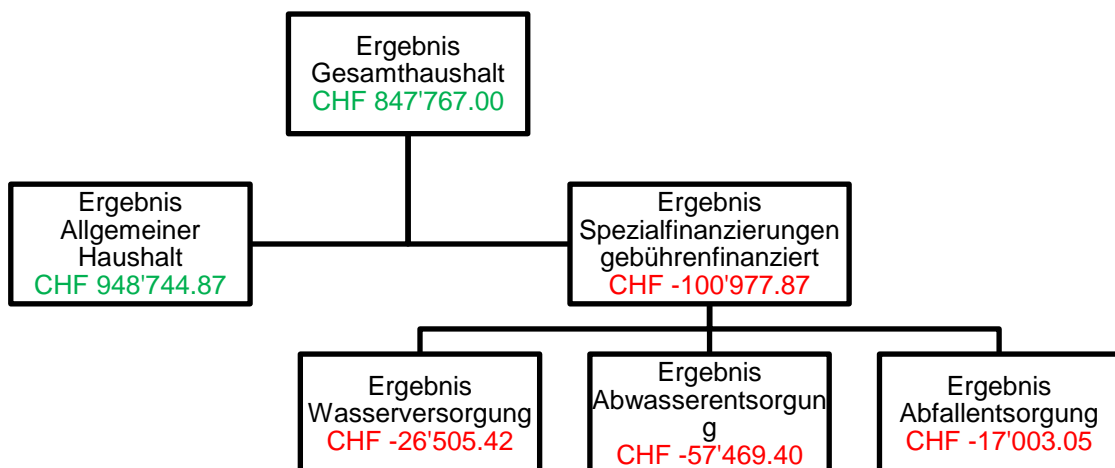 Ergebnis
Gesamthaushalt
CHF 847'767.00
Ergebnis
Allgemeiner
Haushalt
CHF 948'744.87
Ergebnis
Spezialfinanzierungen
gebührenfinanziert
CHF -100'977.87
Ergebnis
Wasserversorgung
CHF -26'505.42
Ergebnis
Abwasserentsorgun
g
CHF -57'469.40
Ergebnis
Abfallentsorgung
CHF -17'003.05